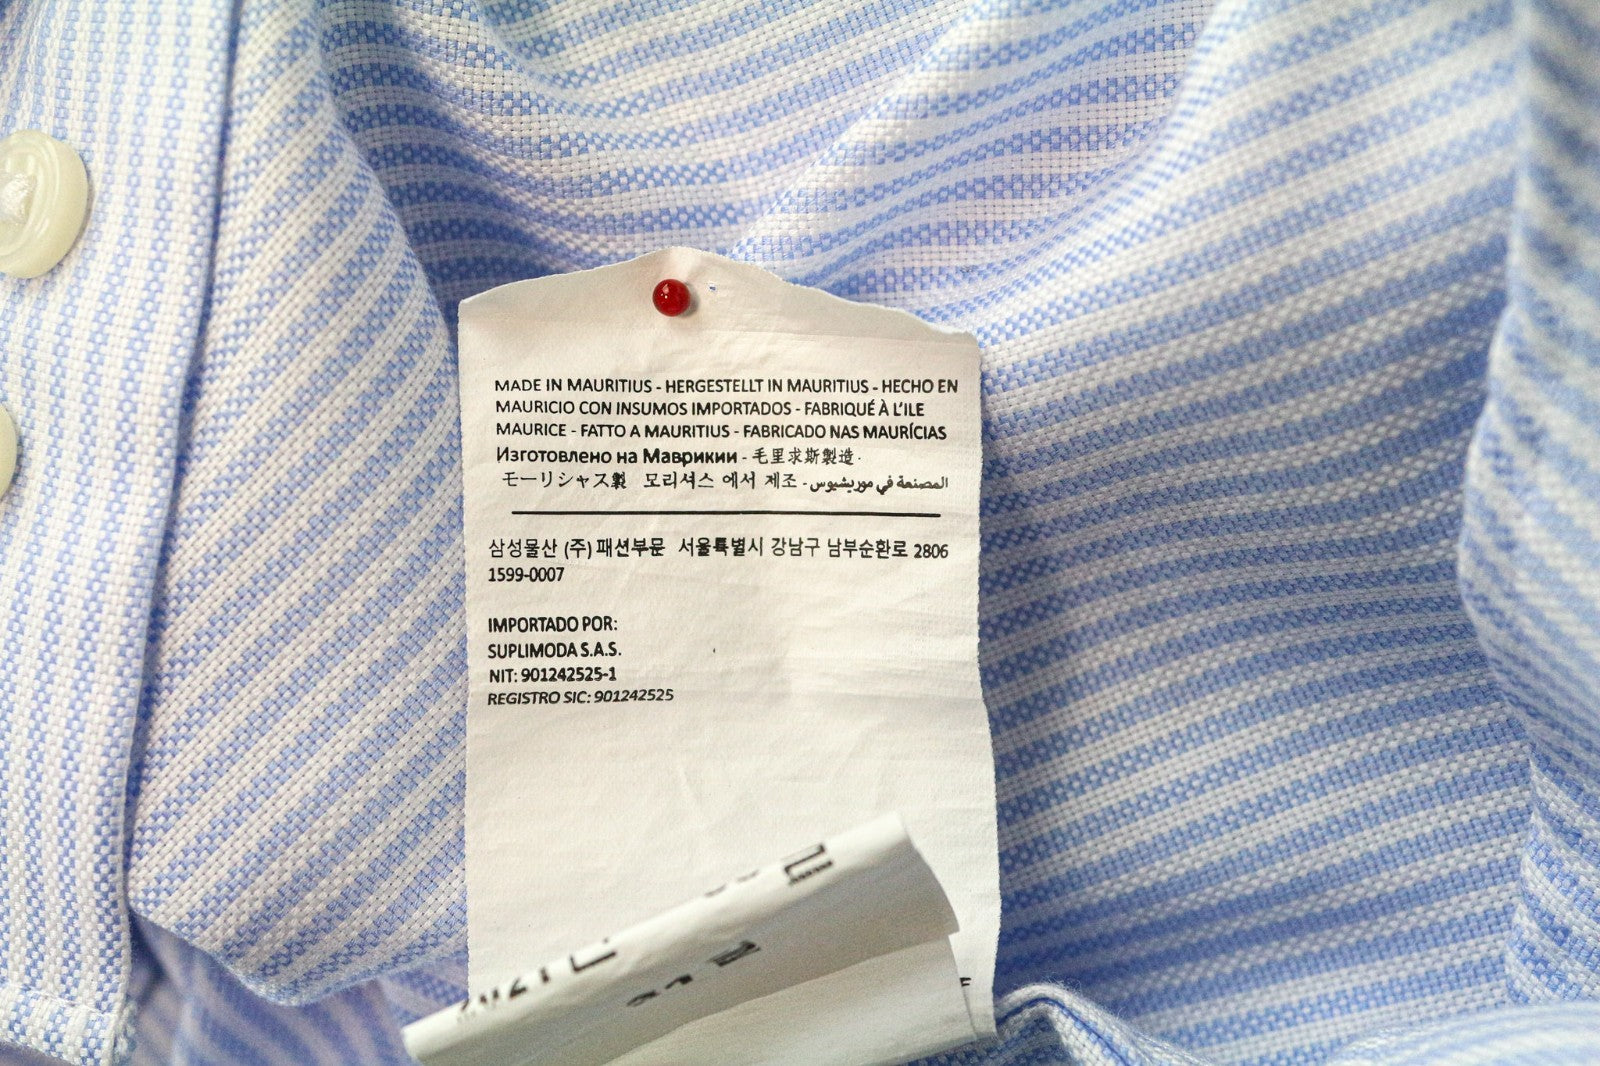 MADE IN MAURITIUS - HERGESTELLT IN MAURITIUS - HECHO EN
MAURICIO CON INSUMOS IMPORTADOS - FABRIQUÉ À L'ILE
MAURICE - FATTO A MAURITIUS - FABRICADO NAS MAURÍCIAS
Изготовлено на Маврикии - 毛里求斯製造 -
モーリシャス製 모리셔스 에서 제조 - المصنعة في موريشيوس
삼성물산 (주) 패션부문 서울특별시 강남구 남부순환로 2806
1599-0007
IMPORTADO POR:
SUPLIMODA S.A.S.
NIT: 901242525-1
REGISTRO SIC: 901242525